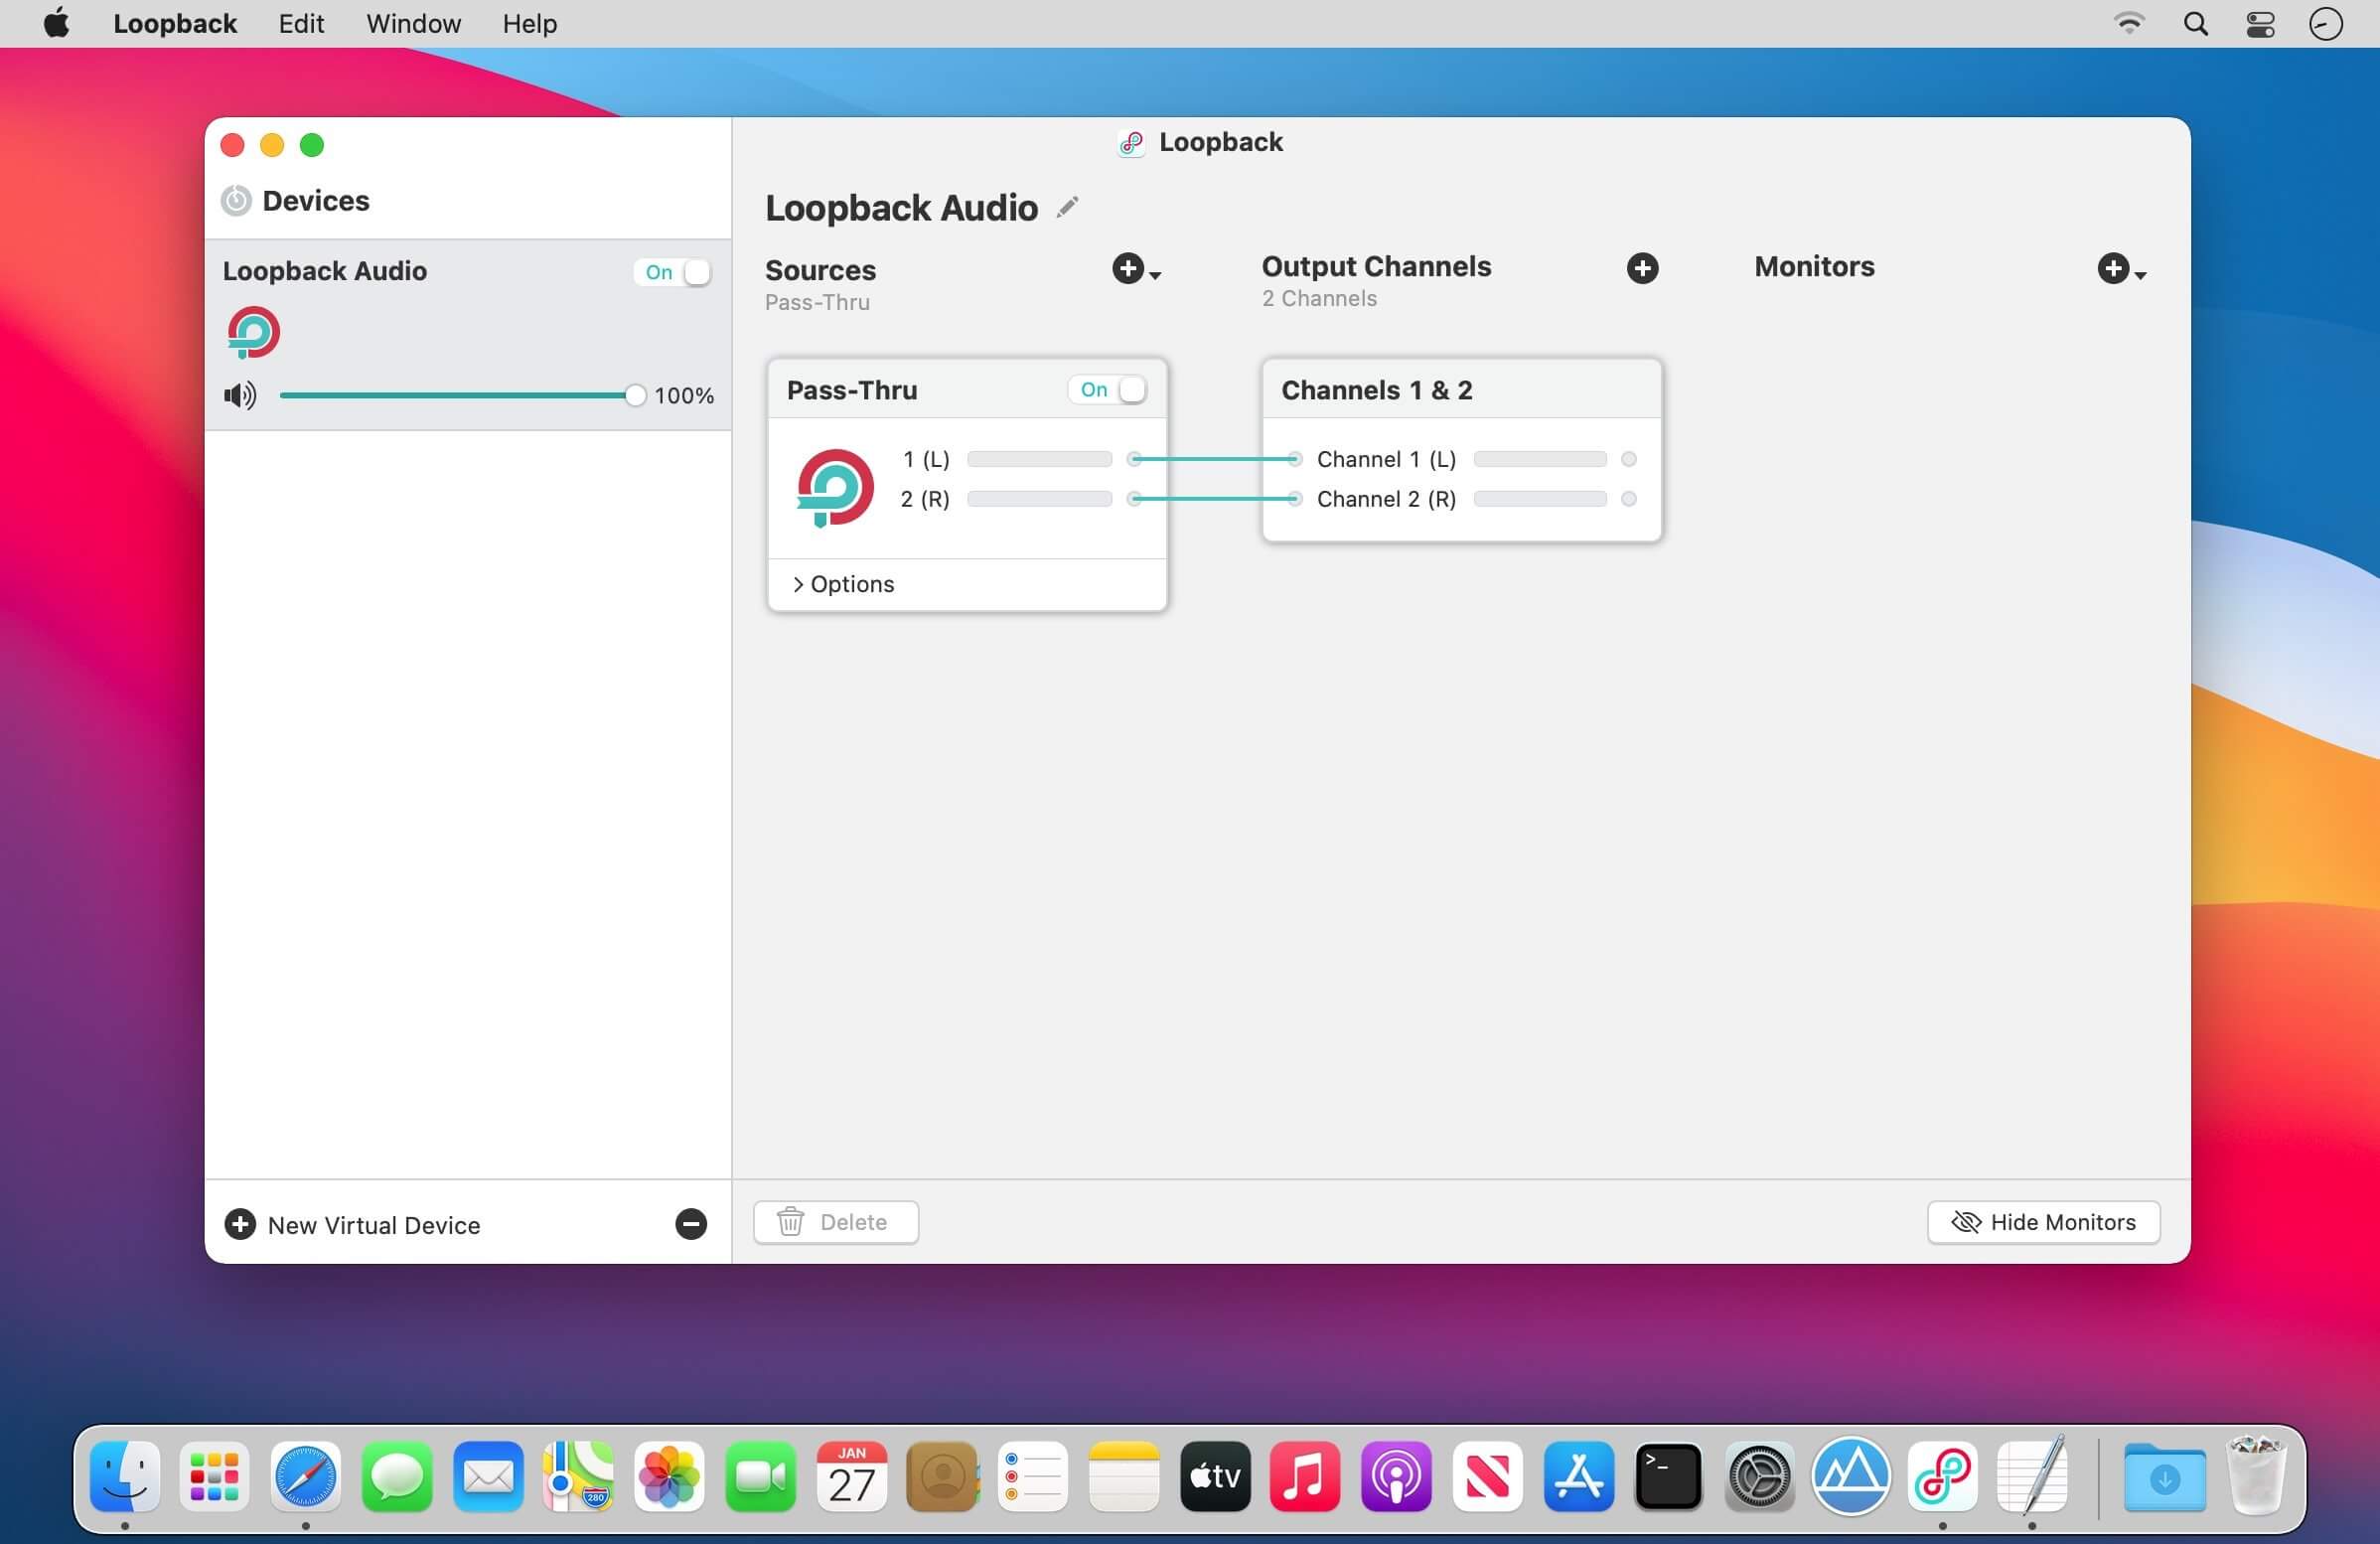 Loopback Edit Window Help
Loopback
Devices
Loopback Audio On
100%
New Virtual Device
Loopback Audio
Sources
Pass-Thru
Output Channels
2 Channels
Monitors
Pass-Thru On
1 (L)
2 (R)
Options
Channels 1 & 2
Channel 1 (L)
Channel 2 (R)
Delete
Hide Monitors
280
JAN
27
tv
>_